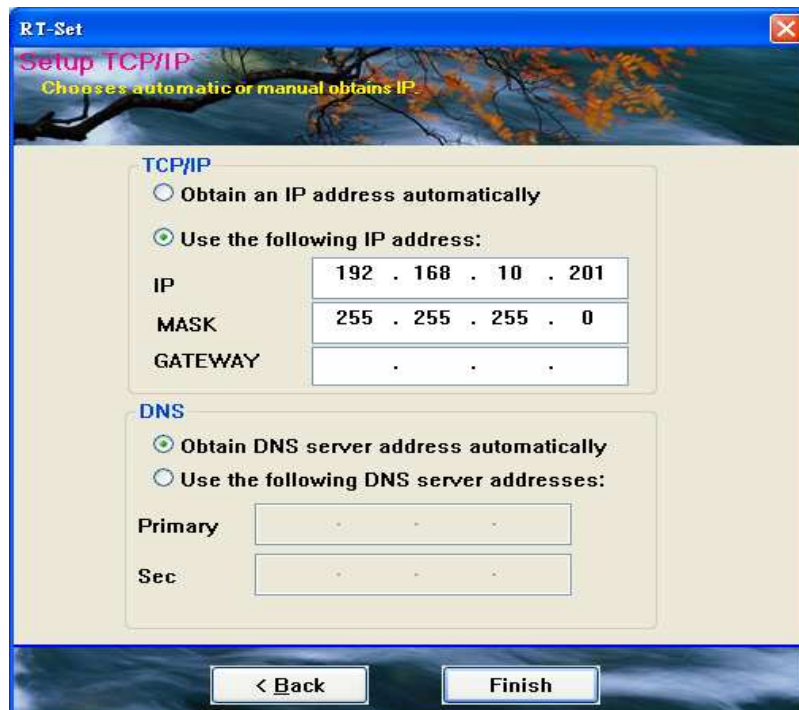 RT-Set
Setup TCP/IP
Chooses automatic or manual obtains IP.
TCP/IP
Obtain an IP address automatically
Use the following IP address:
IP 192 . 168 . 10 . 201
MASK 255 . 255 . 255 . 0
GATEWAY . . .
DNS
Obtain DNS server address automatically
Use the following DNS server addresses:
Primary . . .
Sec . . .
< Back Finish